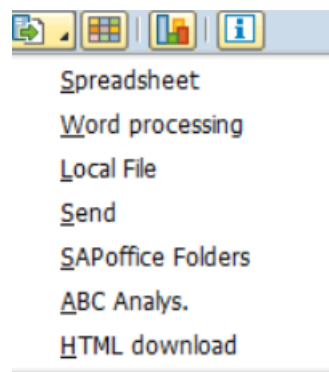 Spreadsheet
Word processing
Local File
Send
SAPoffice Folders
ABC Analys.
HTML download